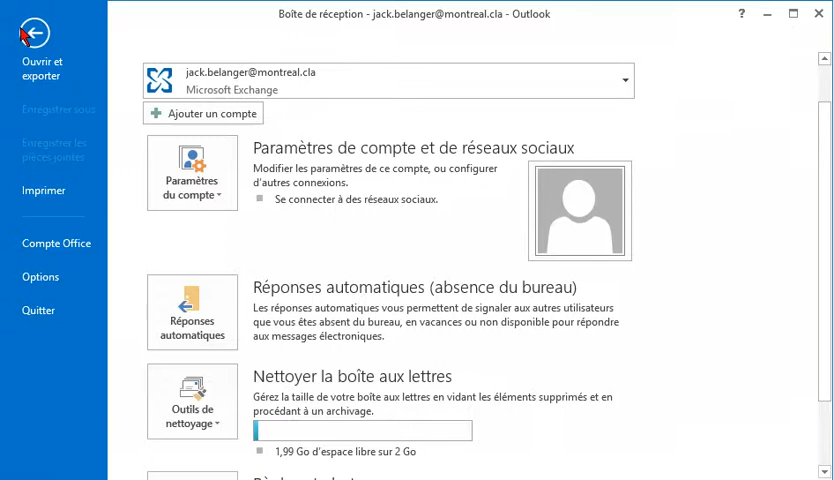 Boîte de réception - jack.belanger@montreal.cla - Outlook
?
Ouvrir et
exporter
Enregistrer sous
Enregistrer les
pièces jointes
Imprimer
Compte Office
Options
Quitter
jack.belanger@montreal.cla
Microsoft Exchange
Ajouter un compte
Paramètres
du compte
Paramètres de compte et de réseaux sociaux
Modifier les paramètres de ce compte, ou configurer
d'autres connexions.
Se connecter à des réseaux sociaux.
Réponses
automatiques
Réponses automatiques (absence du bureau)
Les réponses automatiques vous permettent de signaler aux autres utilisateurs
que vous êtes absent du bureau, en vacances ou non disponible pour répondre
aux messages électroniques.
Outils de
nettoyage
Nettoyer la boîte aux lettres
Gérez la taille de votre boîte aux lettres en vidant les éléments supprimés et en
procédant à un archivage.
1,99 Go d'espace libre sur 2 Go